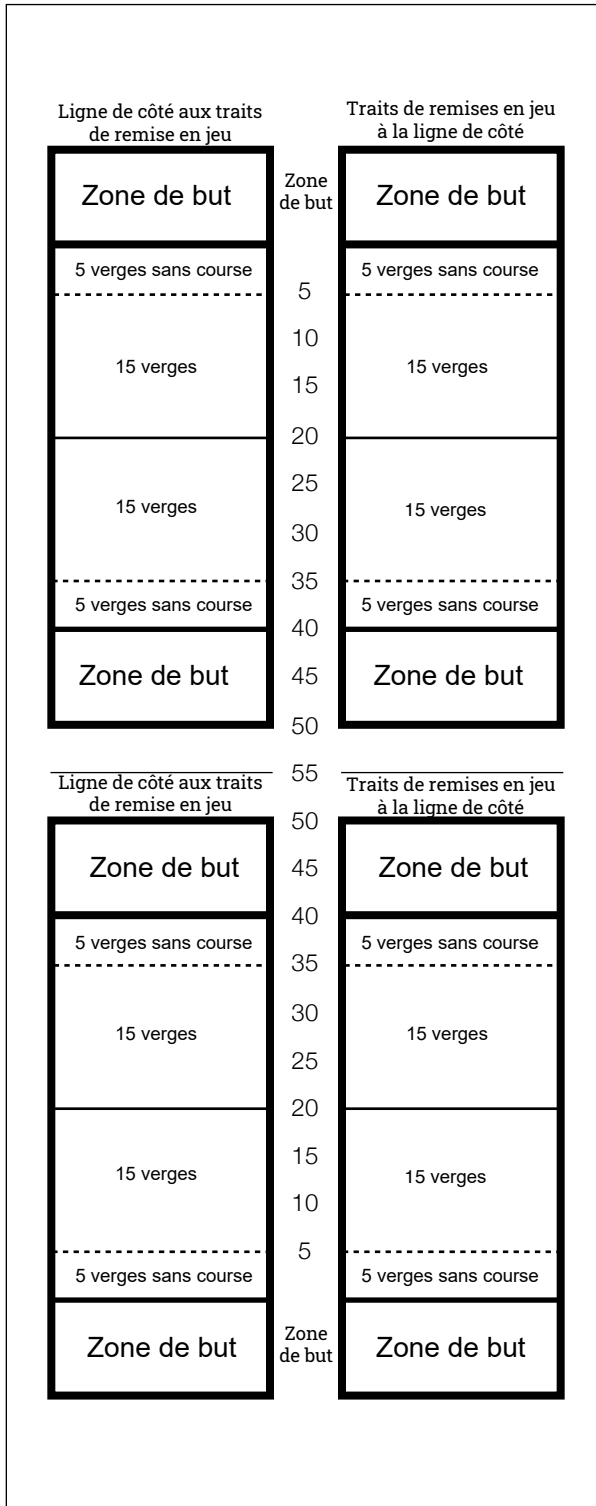 Ligne de côté aux traits
de remise en jeu
Traits de remises en jeu
à la ligne de côté
Zone de but
Zone
de but
Zone de but
5 verges sans course
5 verges sans course
5
10
15 verges
15 verges
15
20
25
15 verges
15 verges
30
35
5 verges sans course
5 verges sans course
40
Zone de but
45
Zone de but
50
55
Ligne de côté aux traits
de remise en jeu
Traits de remises en jeu
à la ligne de côté
50
Zone de but
45
Zone de but
40
5 verges sans course
5 verges sans course
35
30
15 verges
15 verges
25
20
15
15 verges
15 verges
10
5
5 verges sans course
5 verges sans course
Zone de but
Zone
de but
Zone de but